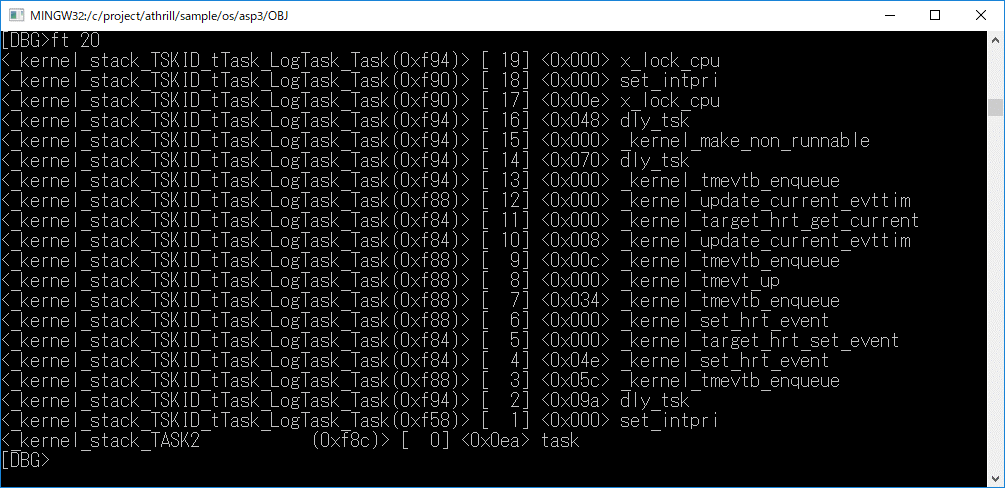 MINGW32:/c/project/athrill/sample/os/asp3/OBJ
[DBG>ft 20
<_kernel_stack_TSKID_tTask_LogTask_Task(0xf94)> [ 19] <0x000> x_lock_cpu
<_kernel_stack_TSKID_tTask_LogTask_Task(0xf90)> [ 18] <0x000> set_intpri
<_kernel_stack_TSKID_tTask_LogTask_Task(0xf90)> [ 17] <0x00e> x_lock_cpu
<_kernel_stack_TSKID_tTask_LogTask_Task(0xf94)> [ 16] <0x048> dly_tsk
<_kernel_stack_TSKID_tTask_LogTask_Task(0xf94)> [ 15] <0x000> _kernel_make_non_runnable
<_kernel_stack_TSKID_tTask_LogTask_Task(0xf94)> [ 14] <0x070> dly_tsk
<_kernel_stack_TSKID_tTask_LogTask_Task(0xf94)> [ 13] <0x000> _kernel_tmevtb_enqueue
<_kernel_stack_TSKID_tTask_LogTask_Task(0xf88)> [ 12] <0x000> _kernel_update_current_evttim
<_kernel_stack_TSKID_tTask_LogTask_Task(0xf84)> [ 11] <0x000> _kernel_target_hrt_get_current
<_kernel_stack_TSKID_tTask_LogTask_Task(0xf84)> [ 10] <0x008> _kernel_update_current_evttim
<_kernel_stack_TSKID_tTask_LogTask_Task(0xf88)> [ 9] <0x00c> _kernel_tmevtb_enqueue
<_kernel_stack_TSKID_tTask_LogTask_Task(0xf88)> [ 8] <0x000> _kernel_tmevt_up
<_kernel_stack_TSKID_tTask_LogTask_Task(0xf88)> [ 7] <0x034> _kernel_tmevtb_enqueue
<_kernel_stack_TSKID_tTask_LogTask_Task(0xf88)> [ 6] <0x000> _kernel_set_hrt_event
<_kernel_stack_TSKID_tTask_LogTask_Task(0xf84)> [ 5] <0x000> _kernel_target_hrt_set_event
<_kernel_stack_TSKID_tTask_LogTask_Task(0xf84)> [ 4] <0x04e> _kernel_set_hrt_event
<_kernel_stack_TSKID_tTask_LogTask_Task(0xf88)> [ 3] <0x05c> _kernel_tmevtb_enqueue
<_kernel_stack_TSKID_tTask_LogTask_Task(0xf94)> [ 2] <0x09a> dly_tsk
<_kernel_stack_TSKID_tTask_LogTask_Task(0xf58)> [ 1] <0x000> set_intpri
<_kernel_stack_TASK2 (0xf8c)> [ 0] <0x0ea> task
[DBG>